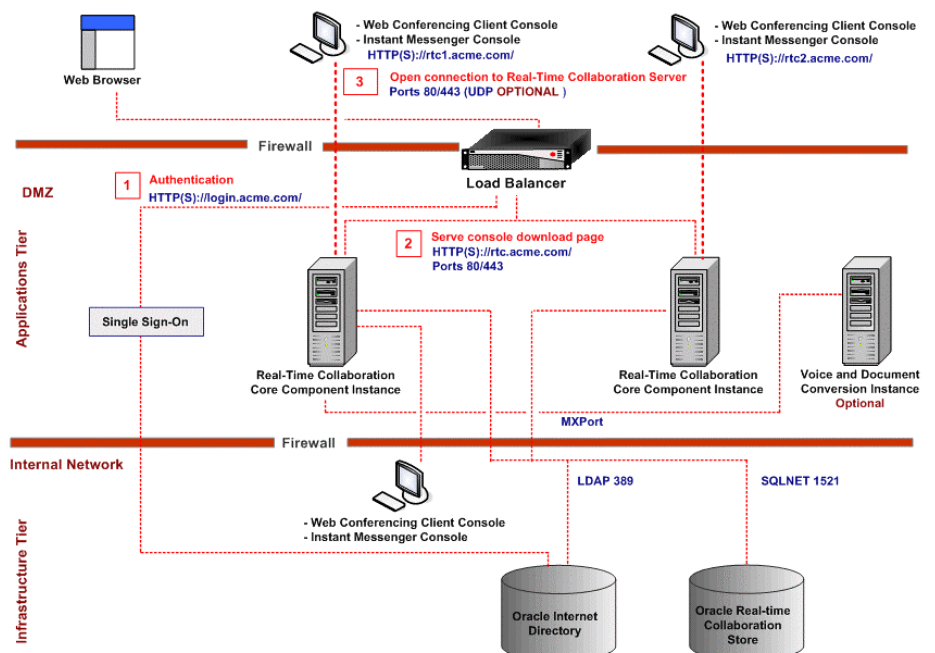 Web Browser
- Web Conferencing Client Console
- Instant Messenger Console
HTTP(S)://rtc1.acme.com/
- Web Conferencing Client Console
- Instant Messenger Console
HTTP(S)://rtc2.acme.com/
3
Open connection to Real-Time Collaboration Server
Ports 80/443 (UDP OPTIONAL )
Firewall
Load Balancer
DMZ
1
Authentication
HTTP(S)://login.acme.com/
2
Serve console download page
HTTP(S)://rtc.acme.com/
Ports 80/443
Applications Tier
Single Sign-On
Real-Time Collaboration
Core Component Instance
Real-Time Collaboration
Core Component Instance
Voice and Document
Conversion Instance
Optional
MXPort
Firewall
Internal Network
LDAP 389
SQLNET 1521
- Web Conferencing Client Console
- Instant Messenger Console
Infrastructure Tier
Oracle Internet
Directory
Oracle Real-time
Collaboration
Store